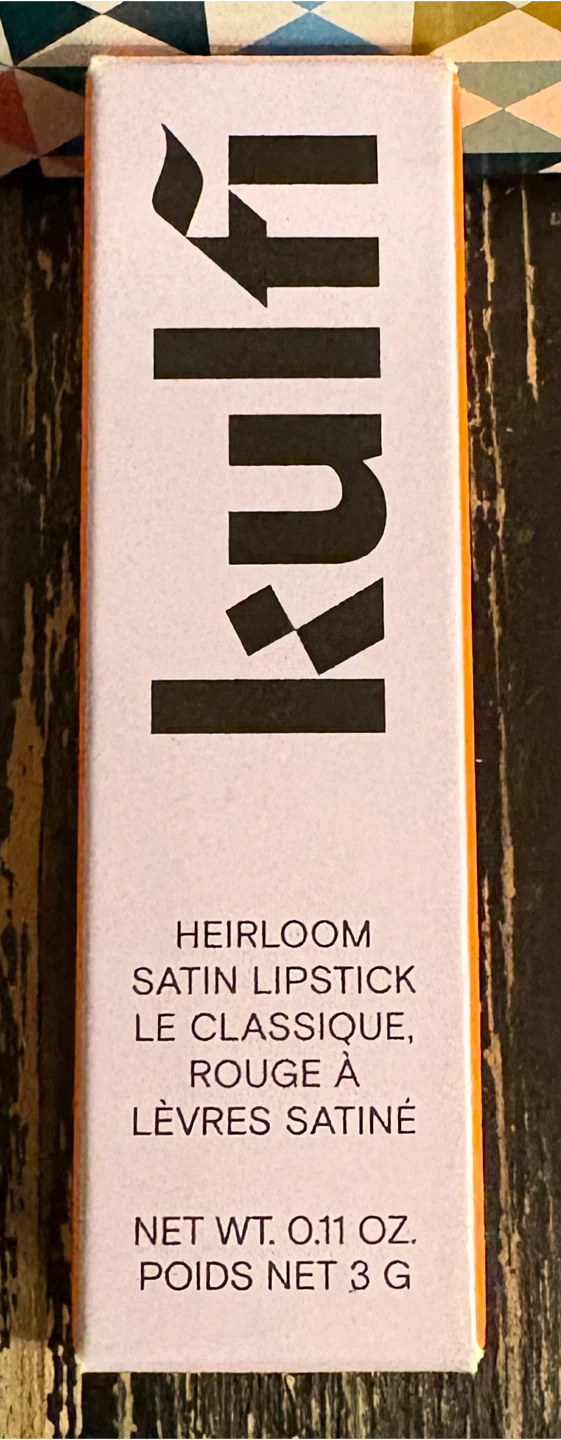 kulfi
HEIRLOOM
SATIN LIPSTICK
LE CLASSIQUE,
ROUGE À
LÈVRES SATINÉ
NET WT. 0.11 OZ.
POIDS NET 3 G